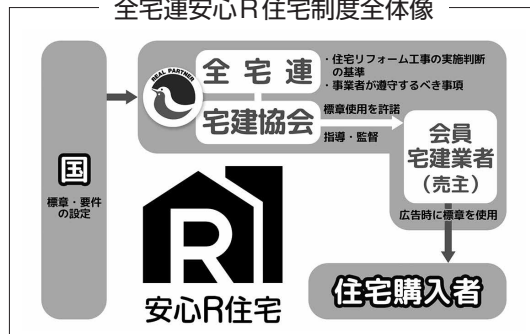 全宅連安心R住宅制度全体像
REAL PARTNER
全宅連
・住宅リフォーム工事の実施判断
の基準
・事業者が遵守するべき事項
宅建協会
標章使用を許諾
指導・監督
会員
宅建業者
（売主）
国
標章・要件
の設定
広告時に標章を使用
R
安心R住宅
住宅購入者